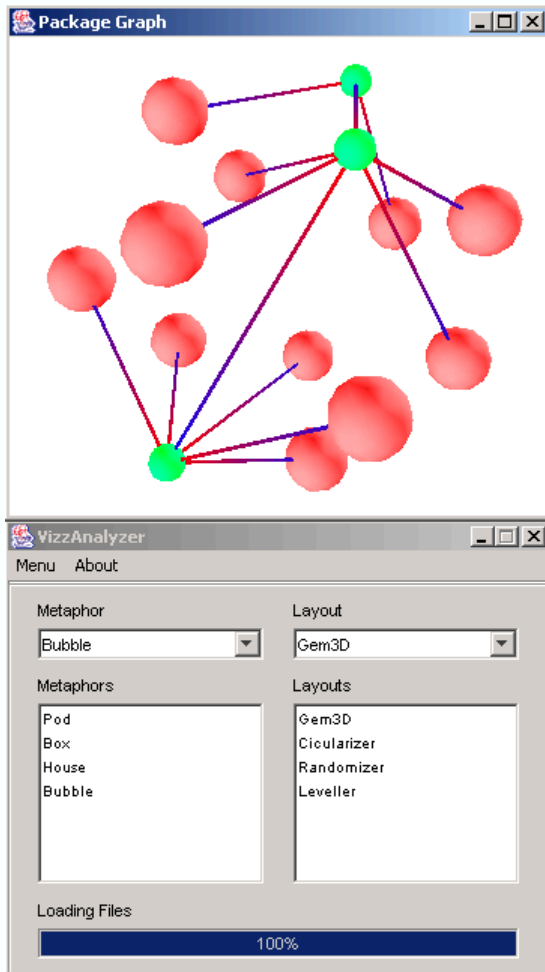 Package Graph
VizzAnalyzer
Menu About
Metaphor Layout
Bubble Gem3D
Metaphors Layouts
Pod Gem3D
Box Cicularizer
House Randomizer
Bubble Leveller
Loading Files
100%